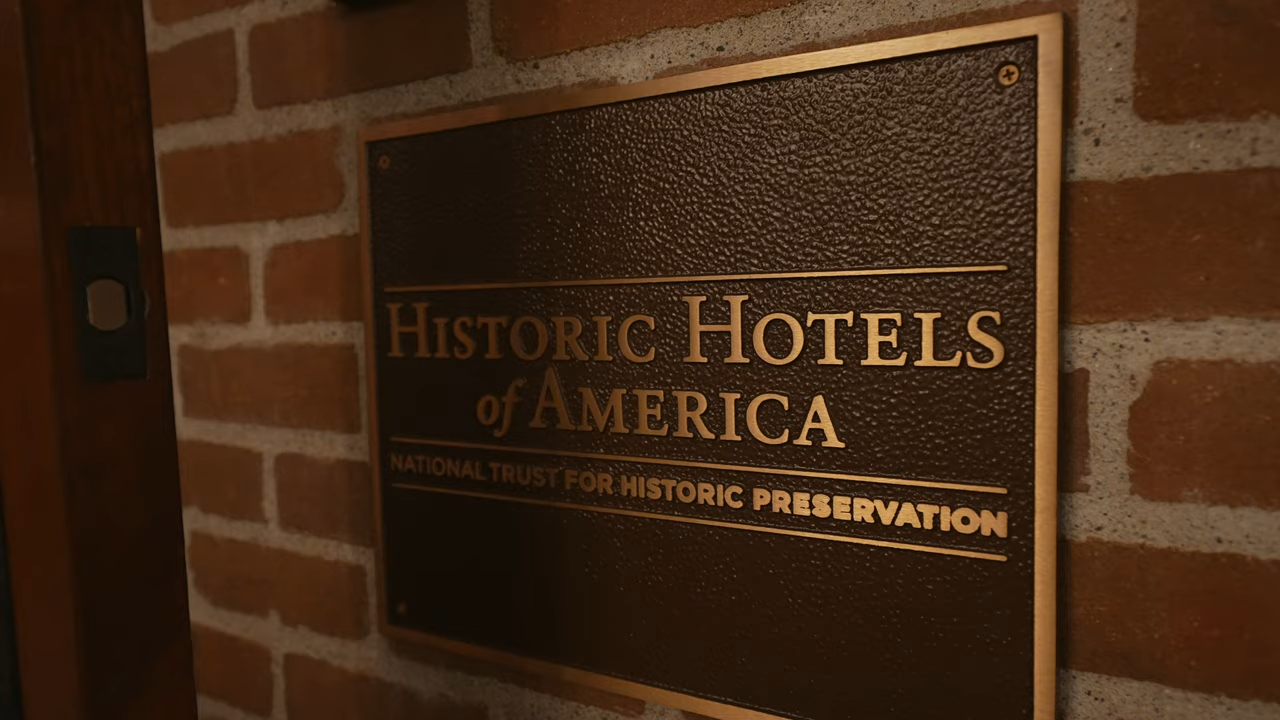 HISTORIC HOTELS
of AMERICA
NATIONAL TRUST FOR HISTORIC PRESERVATION